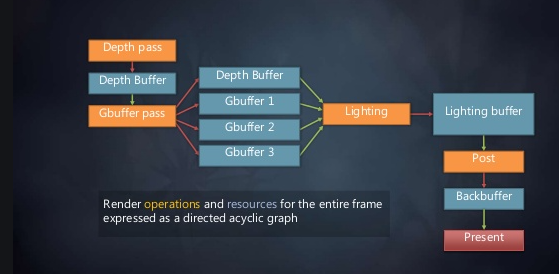 Depth pass
Depth Buffer
Gbuffer pass
Depth Buffer
Gbuffer 1
Gbuffer 2
Gbuffer 3
Lighting
Lighting buffer
Post
Backbuffer
Present
Render operations and resources for the entire frame
expressed as a directed acyclic graph